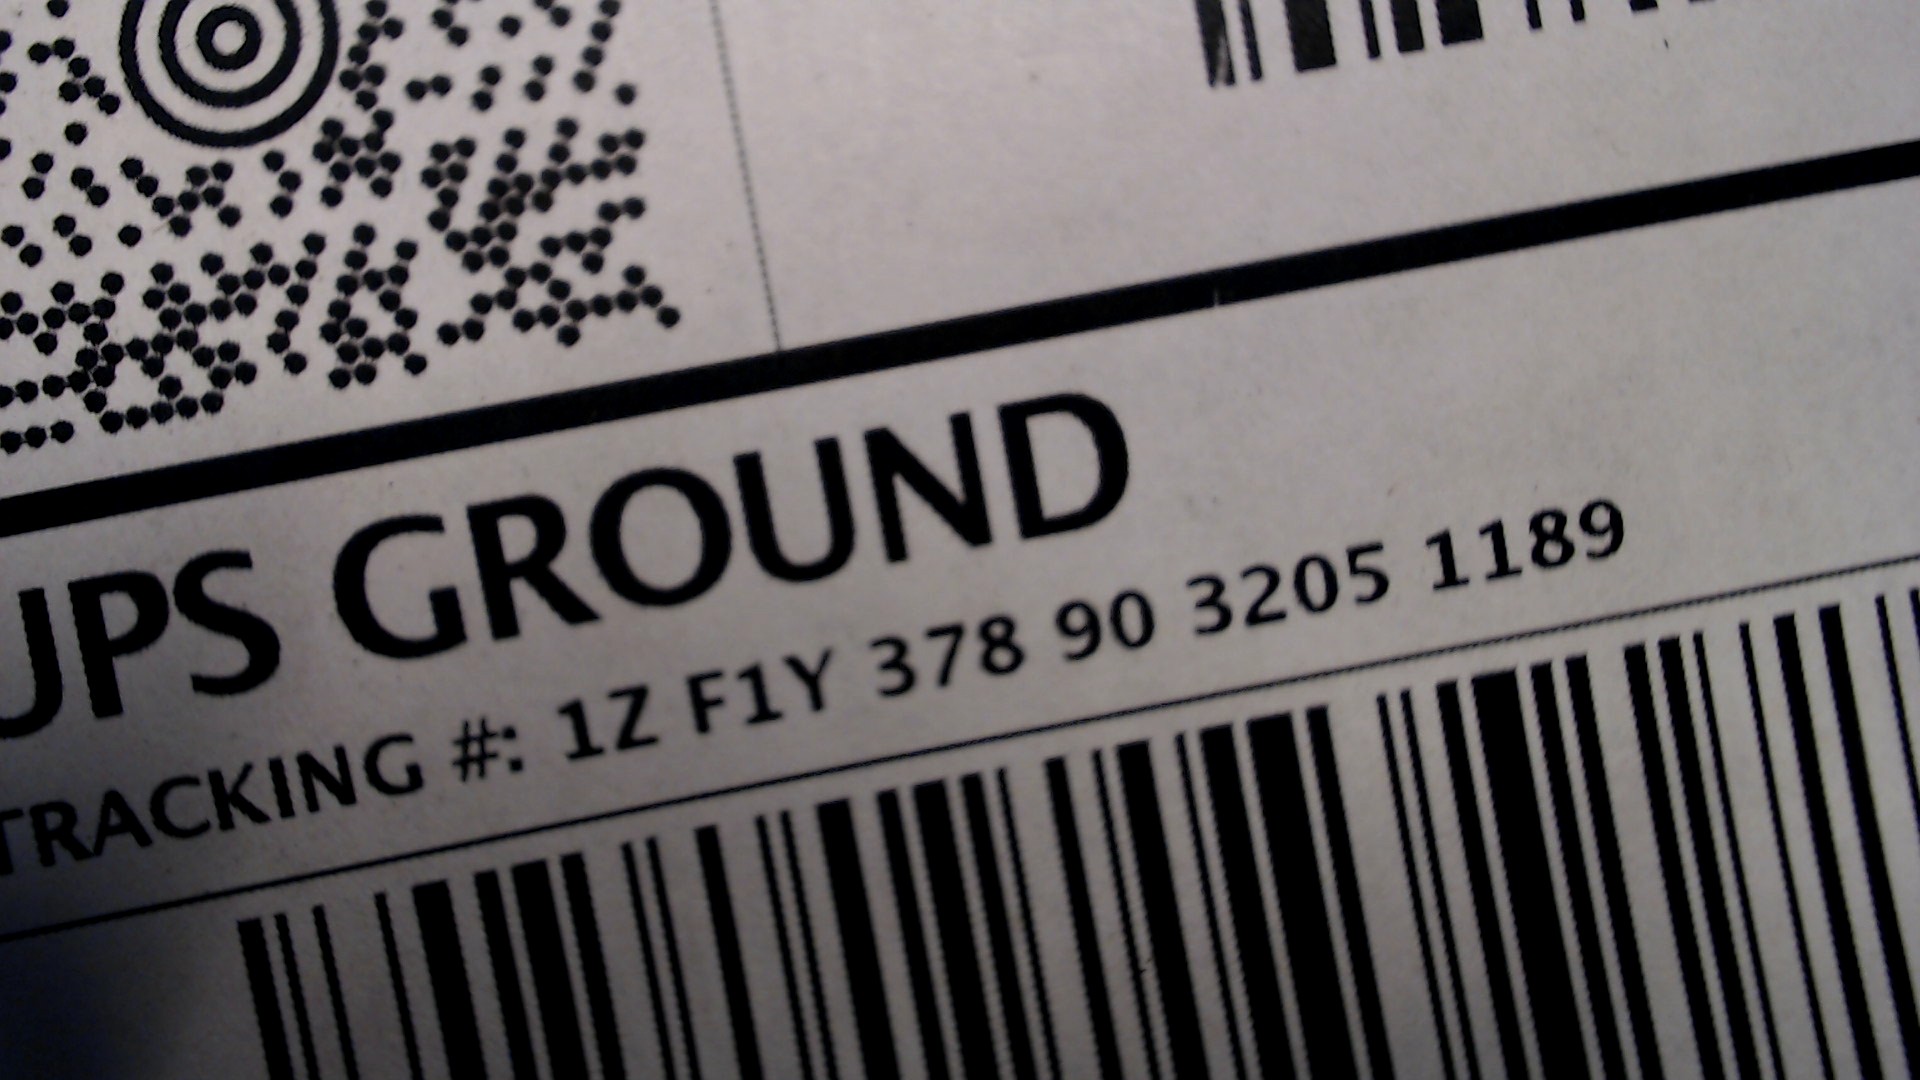 UPS GROUND
TRACKING #: 1Z F1Y 378 90 3205 1189